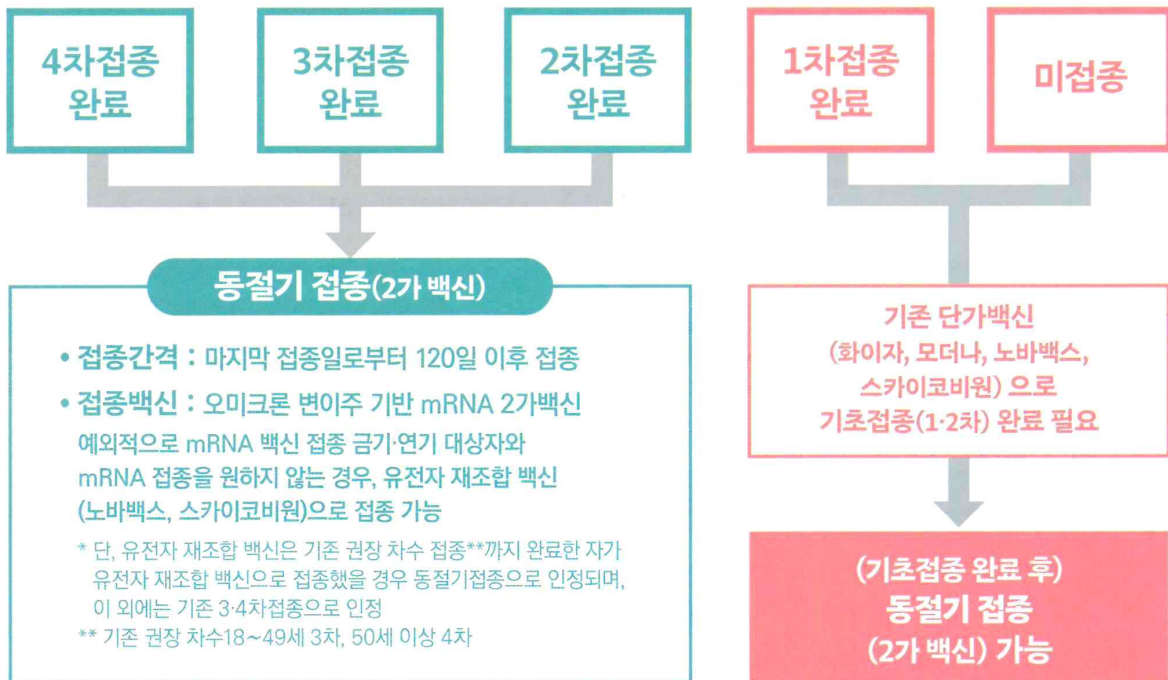 4차접종
완료
3차접종
완료
2차접종
완료
1차접종
완료
미접종
동절기 접종(2가 백신)
• 접종간격 : 마지막 접종일로부터 120일 이후 접종
• 접종백신 : 오미크론 변이주 기반 mRNA 2가백신
예외적으로 mRNA 백신 접종 금기·연기 대상자와
mRNA 접종을 원하지 않는 경우, 유전자 재조합 백신
(노바백스, 스카이코비원)으로 접종 가능
* 단, 유전자 재조합 백신은 기존 권장 차수 접종**까지 완료한 자가
유전자 재조합 백신으로 접종했을 경우 동절기접종으로 인정되며,
이 외에는 기존 3·4차접종으로 인정
** 기존 권장 차수18~49세 3차, 50세 이상 4차
기존 단가백신
(화이자, 모더나, 노바백스,
스카이코비원) 으로
기초접종(1·2차) 완료 필요
(기초접종 완료 후)
동절기 접종
(2가 백신) 가능